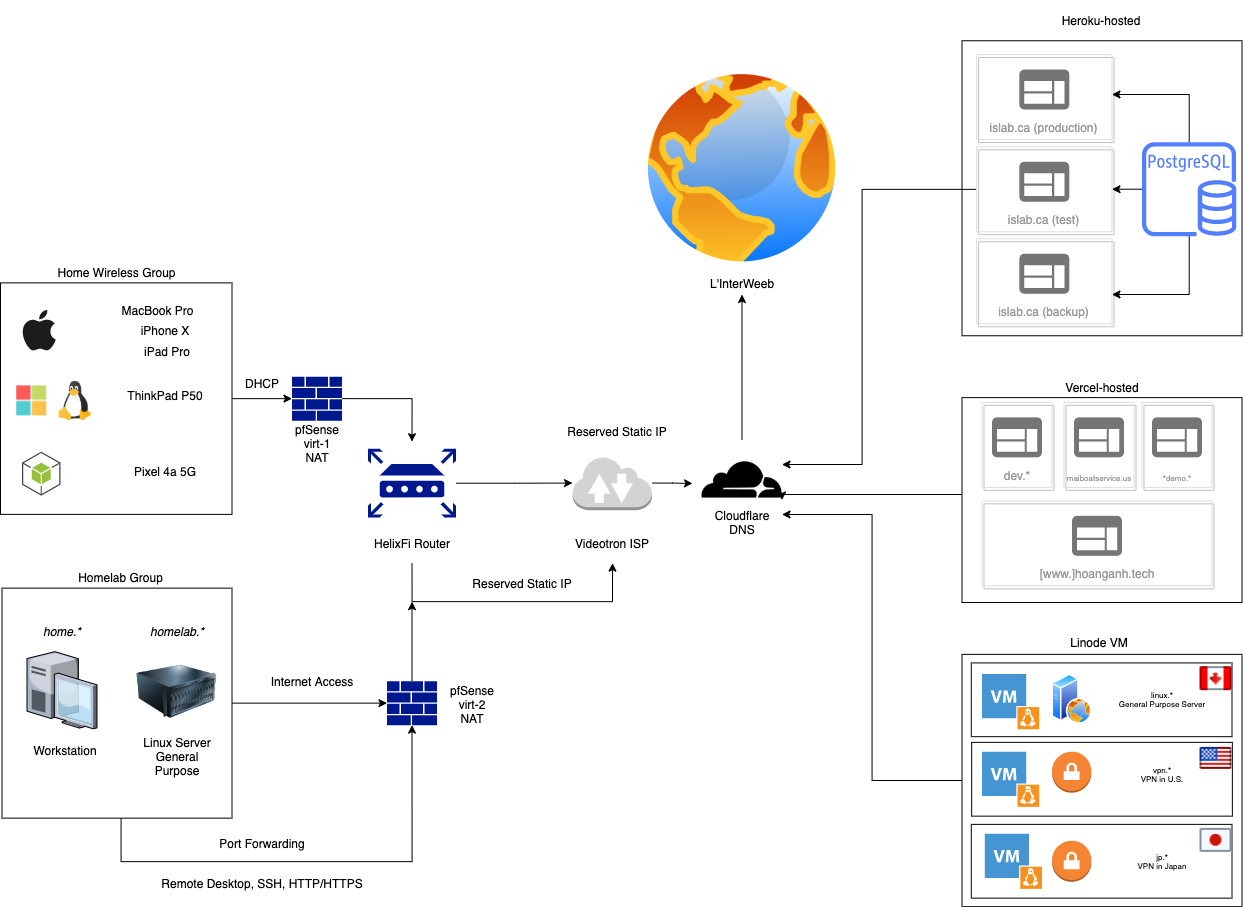 Heroku-hosted
islab.ca (production)
PostgreSQL
islab.ca (test)
islab.ca (backup)
L'InterWeeb
Home Wireless Group
MacBook Pro
iPhone X
iPad Pro
ThinkPad P50
Pixel 4a 5G
DHCP
pfSense
virt-1
NAT
HelixFi Router
Reserved Static IP
Videotron ISP
Cloudflare
DNS
Vercel-hosted
dev.*
maiboatservice.us
*demo.*
[www.]hoanganh.tech
Homelab Group
home.*
homelab.*
Workstation
Linux Server
General
Purpose
Internet Access
Reserved Static IP
pfSense
virt-2
NAT
Port Forwarding
Remote Desktop, SSH, HTTP/HTTPS
Linode VM
VM
linux.*
General Purpose Server
VM
vpn.*
VPN in U.S.
VM
jp.*
VPN in Japan